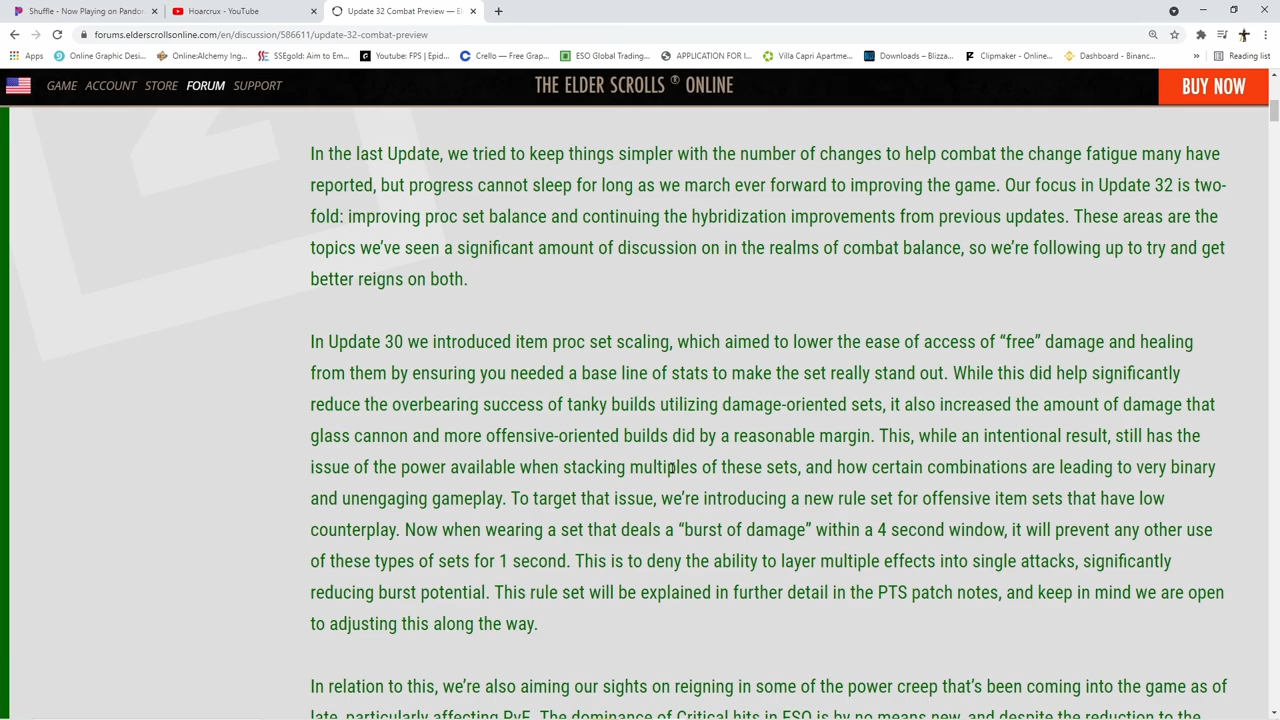 Shuffle - Now Playing on Pando
Hoarcrux - YouTube
Update 32 Combat Preview — E
forums.elderscrollsonline.com/en/discussion/586611/update-32-combat-preview
Apps Online Graphic Desi... Online:Alchemy Ing... SSEgold: Aim to Em... Youtube: FPS | Epid... Crello — Free Grap... ESO Global Trading... APPLICATION FOR I... Villa Capri Apartme... Downloads – Blizza... Clipmaker - Online... Dashboard - Binanc... » Reading list
GAME ACCOUNT STORE FORUM SUPPORT
THE ELDER SCROLLS ® ONLINE
BUY NOW
In the last Update, we tried to keep things simpler with the number of changes to help combat the change fatigue many have
reported, but progress cannot sleep for long as we march ever forward to improving the game. Our focus in Update 32 is two-
fold: improving proc set balance and continuing the hybridization improvements from previous updates. These areas are the
topics we’ve seen a significant amount of discussion on in the realms of combat balance, so we’re following up to try and get
better reigns on both.
In Update 30 we introduced item proc set scaling, which aimed to lower the ease of access of “free” damage and healing
from them by ensuring you needed a base line of stats to make the set really stand out. While this did help significantly
reduce the overbearing success of tanky builds utilizing damage-oriented sets, it also increased the amount of damage that
glass cannon and more offensive-oriented builds did by a reasonable margin. This, while an intentional result, still has the
issue of the power available when stacking multiples of these sets, and how certain combinations are leading to very binary
and unengaging gameplay. To target that issue, we’re introducing a new rule set for offensive item sets that have low
counterplay. Now when wearing a set that deals a “burst of damage” within a 4 second window, it will prevent any other use
of these types of sets for 1 second. This is to deny the ability to layer multiple effects into single attacks, significantly
reducing burst potential. This rule set will be explained in further detail in the PTS patch notes, and keep in mind we are open
to adjusting this along the way.
In relation to this, we’re also aiming our sights on reigning in some of the power creep that’s been coming into the game as of
late, particularly affecting PvE. The dominance of Critical hits in ESO is by no means new, and despite the reduction to the